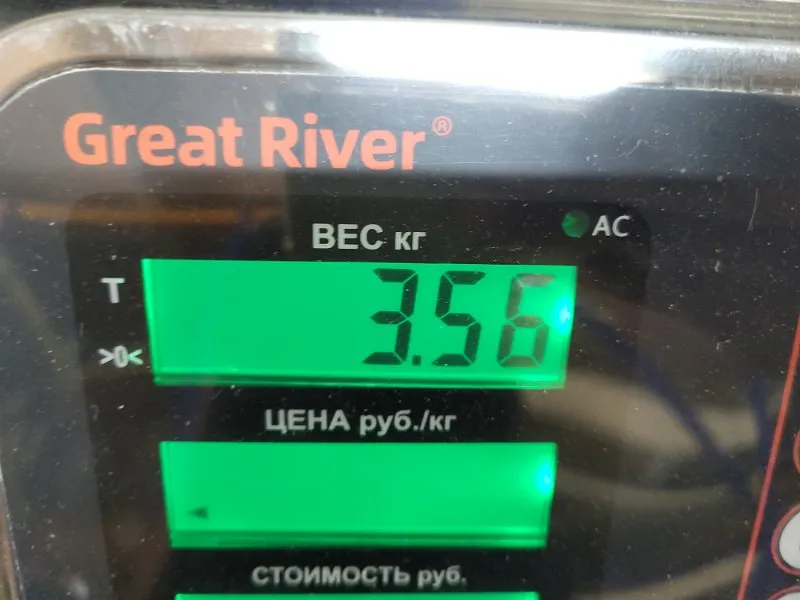 Great River®
ВЕС кг
AC
T
3.56
>0<
ЦЕНА руб./кг
СТОИМОСТЬ руб.